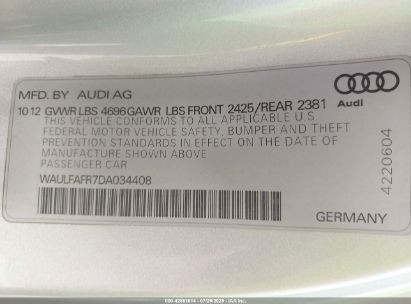 MFD. BY AUDI AG
10 12 GVWR LBS 4696 GAWR LBS FRONT 2425/REAR 2381
Audi
THIS VEHICLE CONFORMS TO ALL APPLICABLE U.S
FEDERAL MOTOR VEHICLE SAFETY, BUMPER AND THEFT
PREVENTION STANDARDS IN EFFECT ON THE DATE OF
MANUFACTURE SHOWN ABOVE
PASSENGER CAR
WAULFAFR7DA034408
4220604
GERMANY